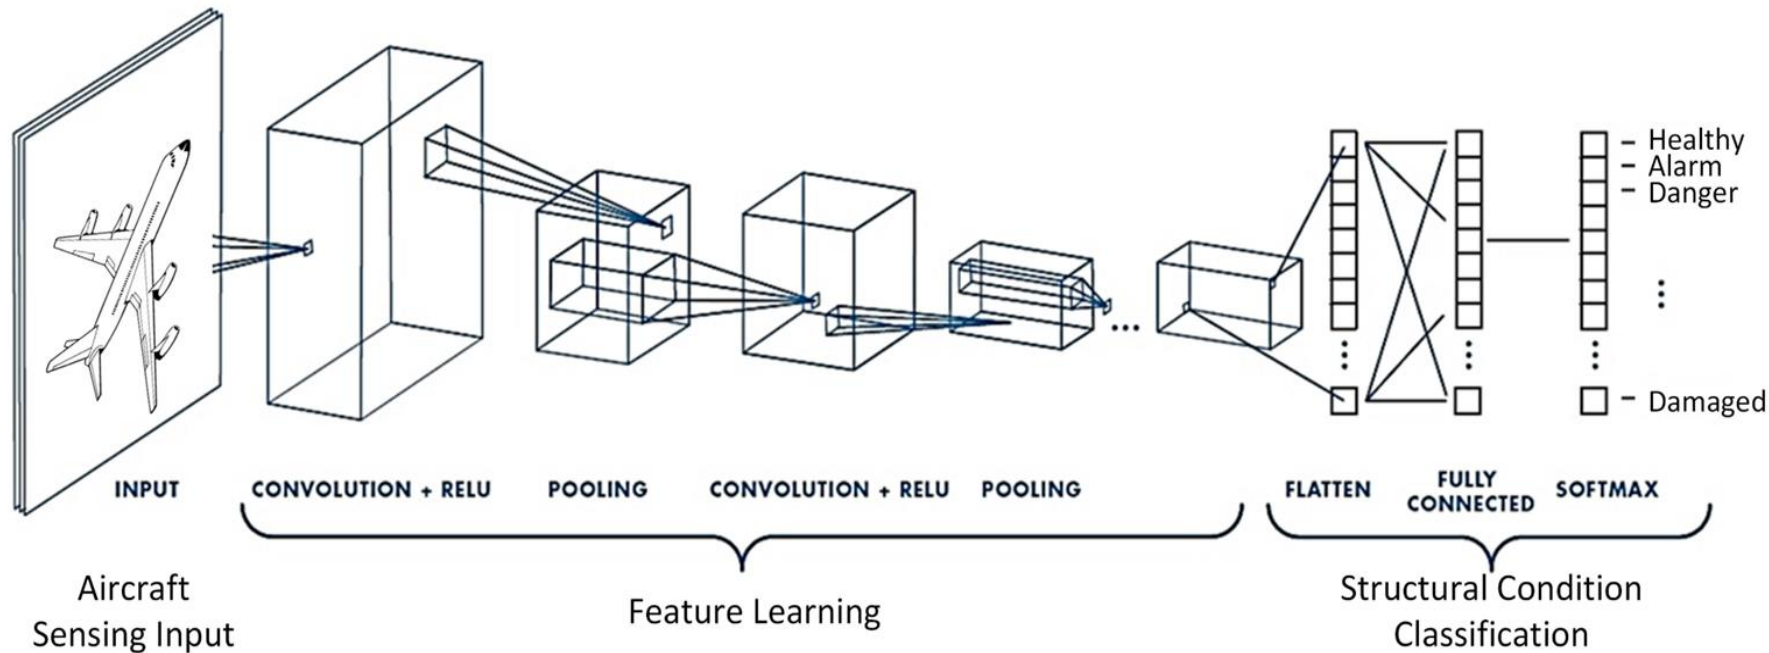 Healthy
Alarm
Danger
Damaged
INPUT
CONVOLUTION + RELU
POOLING
CONVOLUTION + RELU
POOLING
FLATTEN
FULLY
CONNECTED
SOFTMAX
Aircraft
Sensing Input
Feature Learning
Structural Condition
Classification